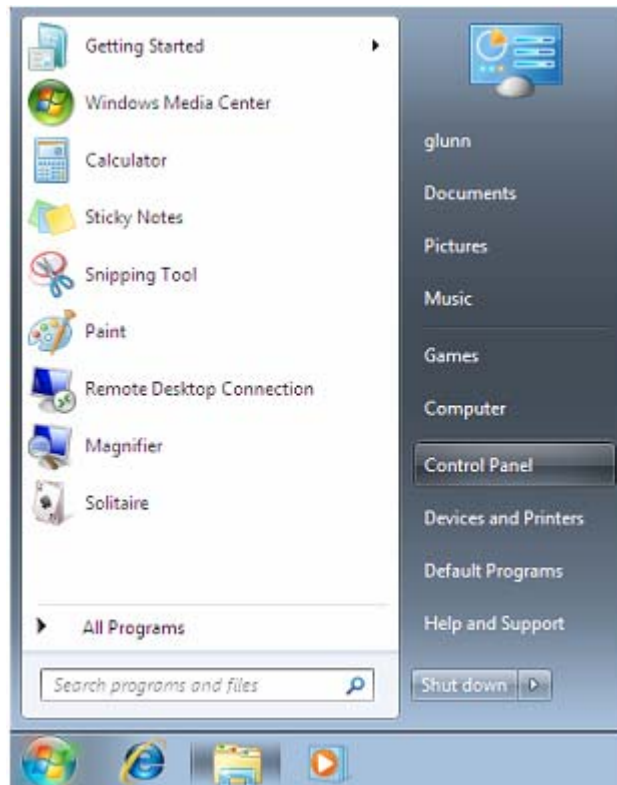 Getting Started
Windows Media Center
Calculator
Sticky Notes
Snipping Tool
Paint
Remote Desktop Connection
Magnifier
Solitaire
All Programs
Search programs and files
glunn
Documents
Pictures
Music
Games
Computer
Control Panel
Devices and Printers
Default Programs
Help and Support
Shut down